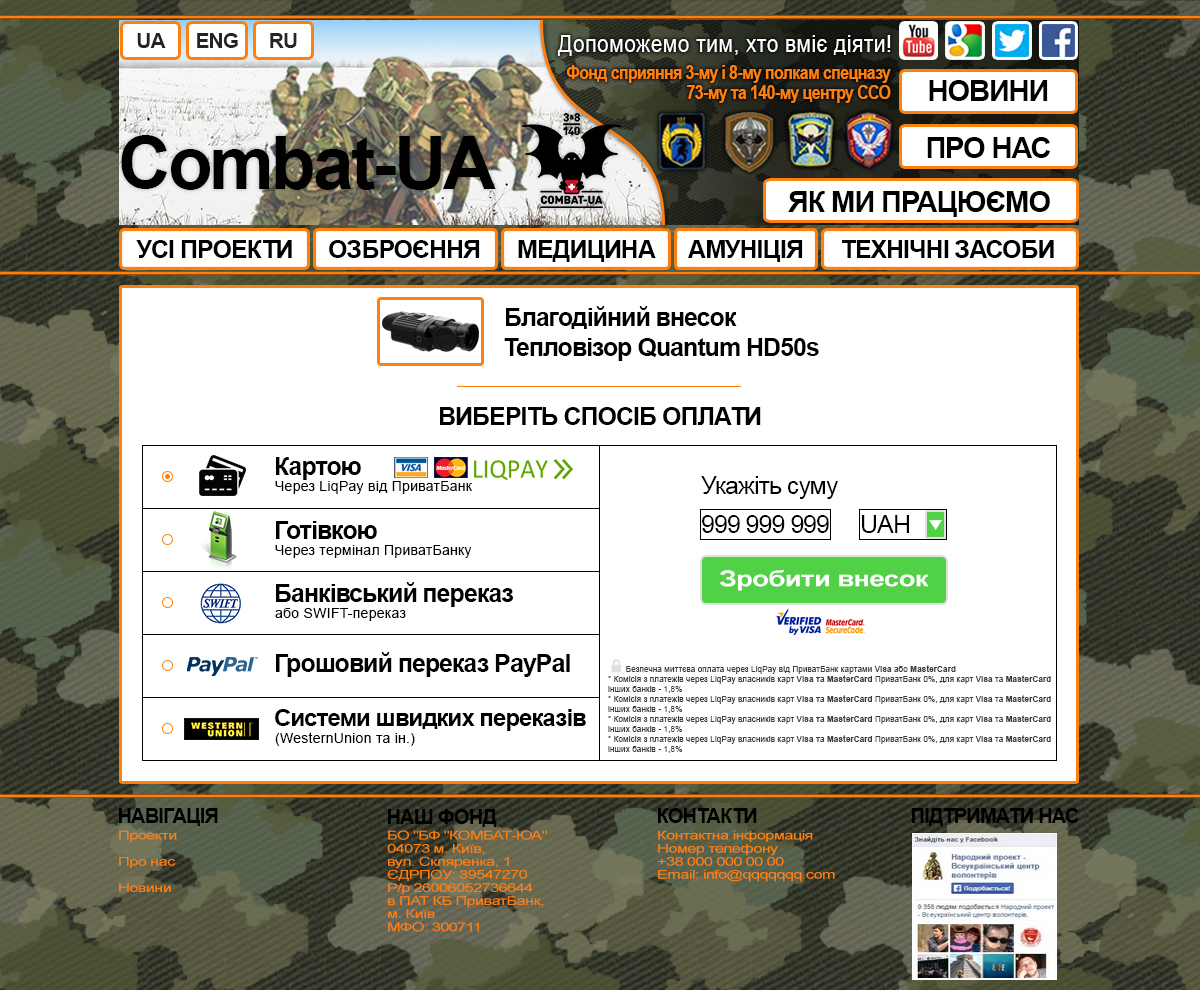 UA ENG RU
Допоможемо тим, хто вміє діяти!
You
Tube
Фонд сприяння 3-му і 8-му полкам спецназу
73-му та 140-му центру ССО
НОВИНИ
Combat-UA
3 8
140
COMBAT-UA
ПРО НАС
ЯК МИ ПРАЦЮЄМО
УСІ ПРОЕКТИ ОЗБРОЄННЯ МЕДИЦИНА АМУНІЦІЯ ТЕХНІЧНІ ЗАСОБИ
Благодійний внесок
Тепловізор Quantum HD50s
ВИБЕРІТЬ СПОСІБ ОПЛАТИ
Картою VISA MasterCard LIQPAY
Через LiqPay від ПриватБанк
Готівкою
Через термінал ПриватБанку
SWIFT
Банківський переказ
або SWIFT-переказ
PayPal™ Грошовий переказ PayPal
WESTERN
UNION
Системи швидких переказів
(WesternUnion та ін.)
Укажіть суму
999 999 999 UAH
Зробити внесок
VERIFIED
by VISA
MasterCard.
SecureCode.
Безпечна миттєва оплата через LiqPay від ПриватБанк картами Visa або MasterCard
* Комісія з платежів через LiqPay власників карт Visa та MasterCard ПриватБанк 0%, для карт Visa та MasterCard
інших банків - 1,8%
* Комісія з платежів через LiqPay власників карт Visa та MasterCard ПриватБанк 0%, для карт Visa та MasterCard
інших банків - 1,8%
* Комісія з платежів через LiqPay власників карт Visa та MasterCard ПриватБанк 0%, для карт Visa та MasterCard
інших банків - 1,8%
* Комісія з платежів через LiqPay власників карт Visa та MasterCard ПриватБанк 0%, для карт Visa та MasterCard
інших банків - 1,8%
НАВІГАЦІЯ
Проекти
Про нас
Новини
НАШ ФОНД
БО "БФ "КОМБАТ-ЮА"
04073 м. Київ,
вул. Скляренка, 1
ЄДРПОУ: 39547270
Р/р 26006052736644
в ПАТ КБ ПриватБанк,
м. Київ
МФО: 300711
КОНТАКТИ
Контактна інформація
Номер телефону
+38 000 000 00 00
Email: info@qqqqqqq.com
ПІДТРИМАТИ НАС
Знайдіть нас у Facebook
Народний проект -
Всеукраїнський центр
волонтерів
Подобається!
9 358 людям подобається Народний проект
- Всеукраїнський центр волонтерів.